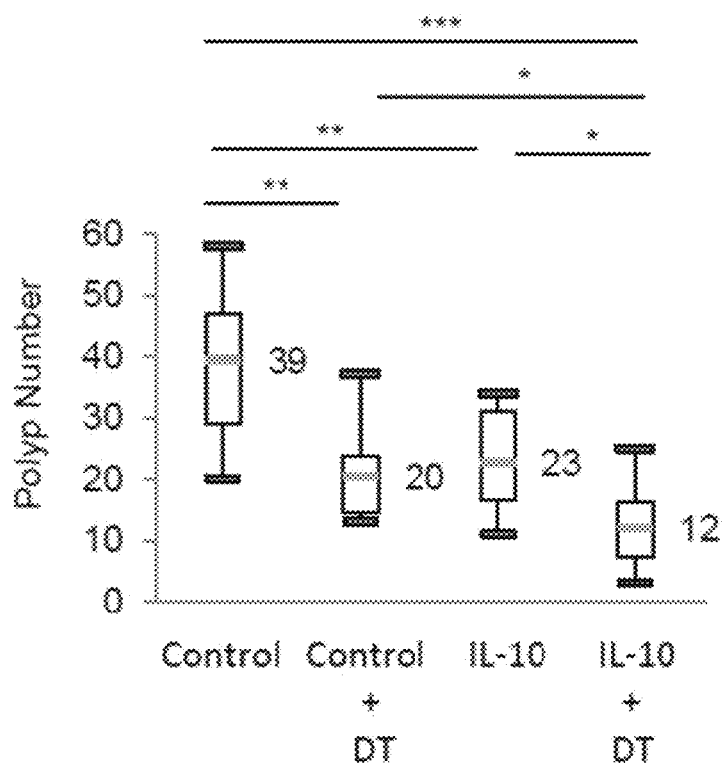 ***
*
**
*
**
60
50
40
30
20
10
0
Polyp Number
39
20
23
12
Control
Control
+
DT
IL-10
IL-10
+
DT